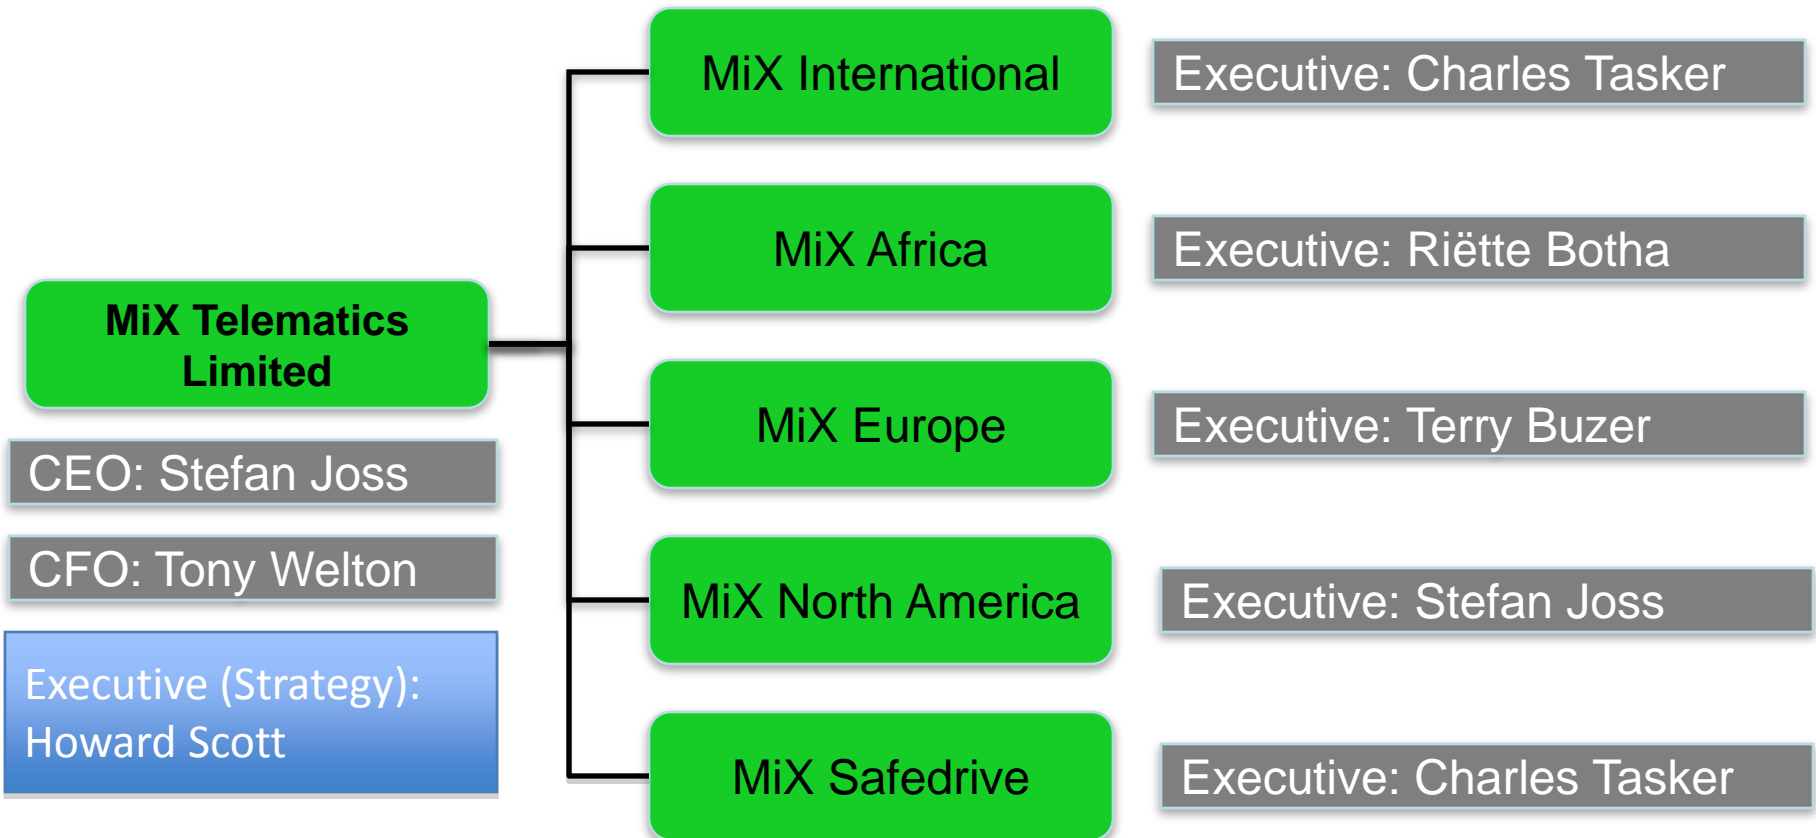 MiX International
Executive: Charles Tasker
MiX Africa
Executive: Riëtte Botha
MiX Telematics
Limited
MiX Europe
Executive: Terry Buzer
CEO: Stefan Joss
CFO: Tony Welton
MiX North America
Executive: Stefan Joss
Executive (Strategy):
Howard Scott
MiX Safedrive
Executive: Charles Tasker